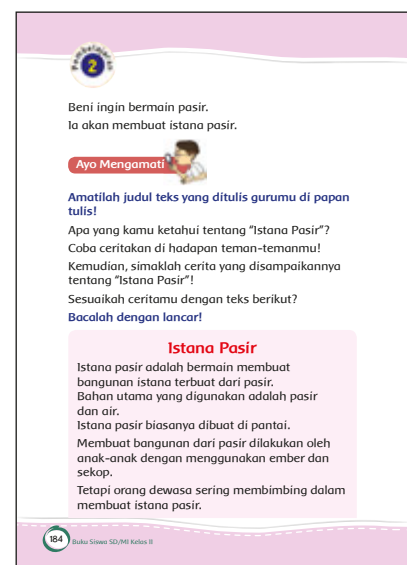 Pembelajaran
2
Beni ingin bermain pasir.
Ia akan membuat istana pasir.
Ayo Mengamati
Amatilah judul teks yang ditulis gurumu di papan
tulis!
Apa yang kamu ketahui tentang “Istana Pasir”?
Coba ceritakan di hadapan teman-temanmu!
Kemudian, simaklah cerita yang disampaikannya
tentang “Istana Pasir”!
Sesuaikah ceritamu dengan teks berikut?
Bacalah dengan lancar!
Istana Pasir
Istana pasir adalah bermain membuat
bangunan istana terbuat dari pasir.
Bahan utama yang digunakan adalah pasir
dan air.
Istana pasir biasanya dibuat di pantai.
Membuat bangunan dari pasir dilakukan oleh
anak-anak dengan menggunakan ember dan
sekop.
Tetapi orang dewasa sering membimbing dalam
membuat istana pasir.
184 Buku Siswa SD/MI Kelas II